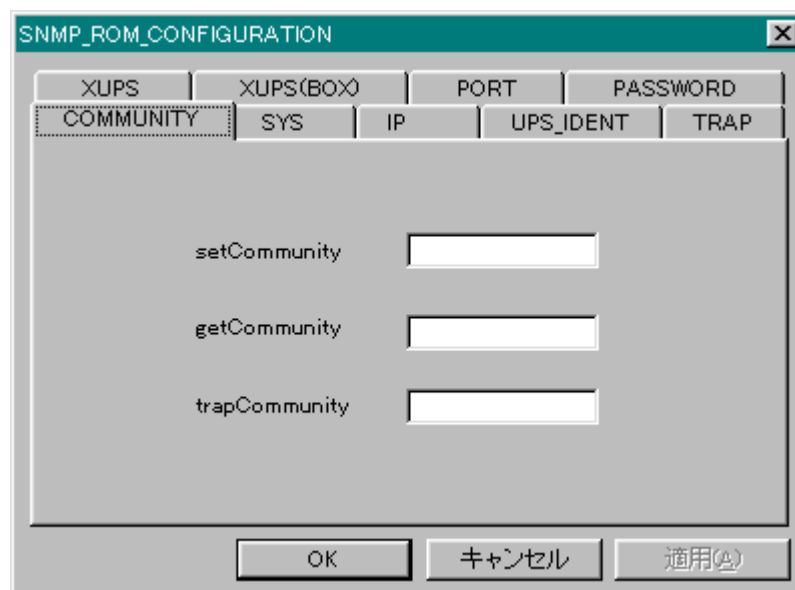 SNMP_ROM_CONFIGURATION
XUPS XUPS(BOX) PORT PASSWORD
COMMUNITY SYS IP UPS_IDENT TRAP
setCommunity
getCommunity
trapCommunity
OK キャンセル 適用(A)